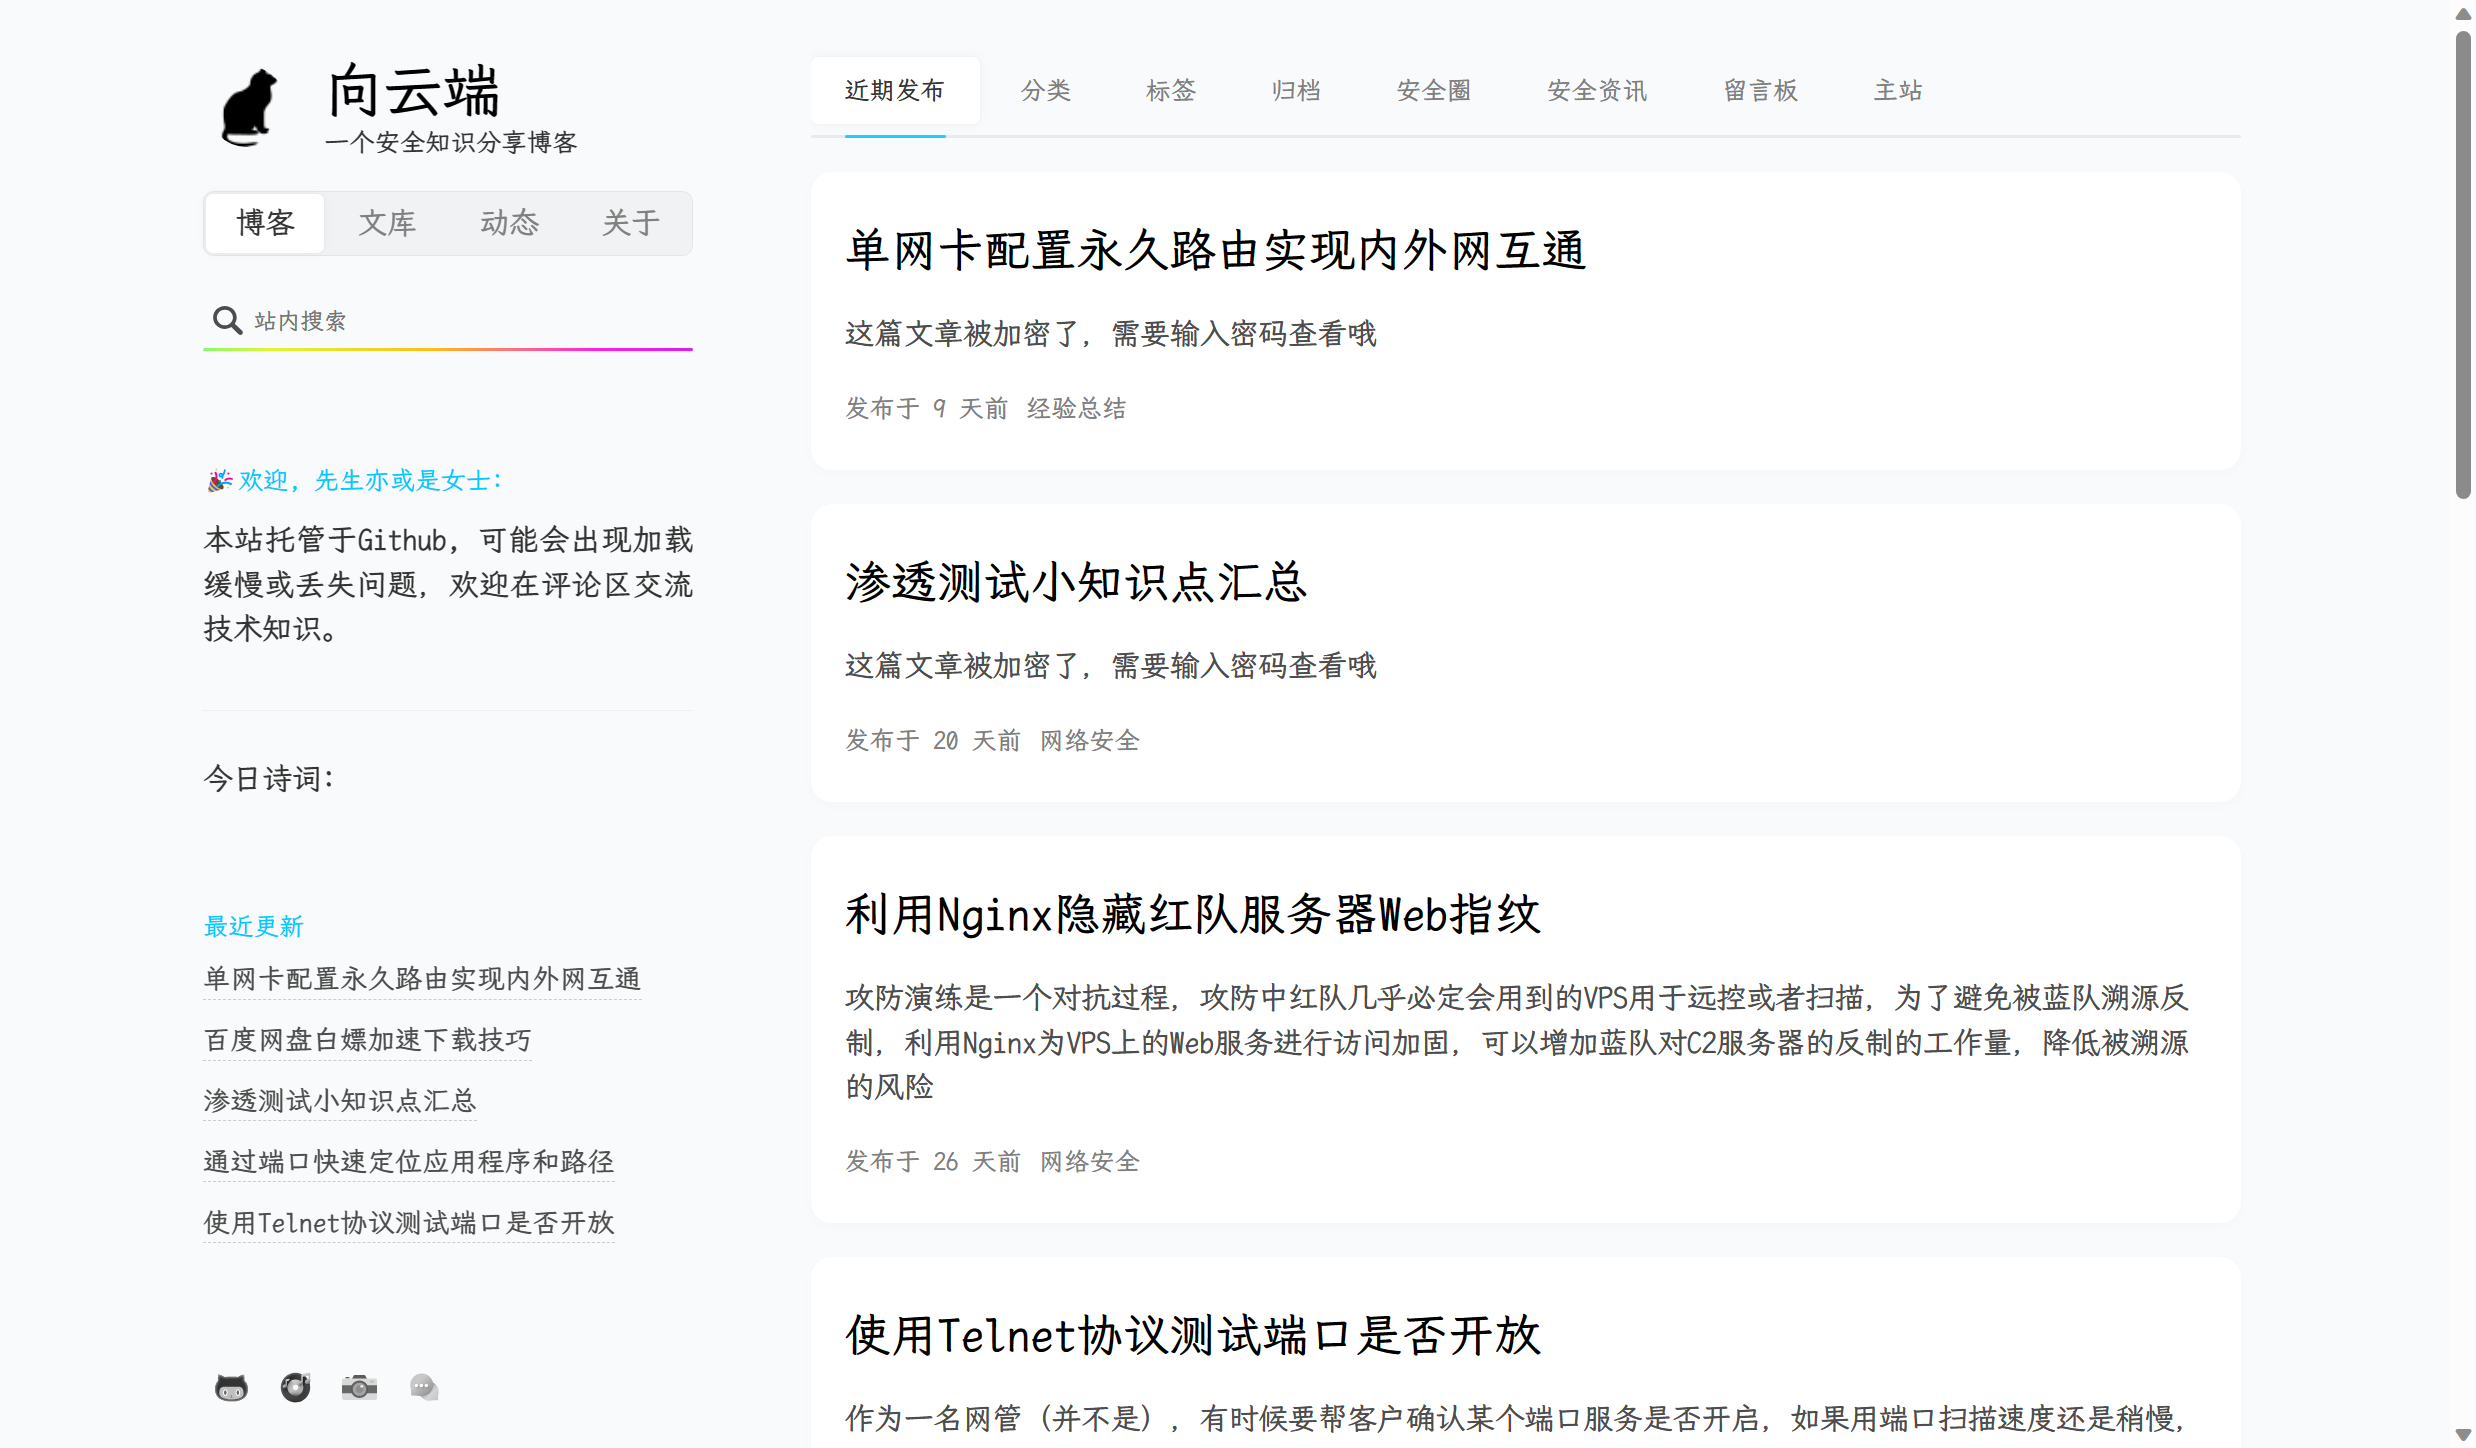 向云端
一个安全知识分享博客
博客 文库 动态 关于
站内搜索
🎉欢迎，先生亦或是女士：
本站托管于Github，可能会出现加载
缓慢或丢失问题，欢迎在评论区交流
技术知识。
今日诗词：
最近更新
单网卡配置永久路由实现内外网互通
百度网盘白嫖加速下载技巧
渗透测试小知识点汇总
通过端口快速定位应用程序和路径
使用Telnet协议测试端口是否开放
近期发布 分类 标签 归档 安全圈 安全资讯 留言板 主站
单网卡配置永久路由实现内外网互通
这篇文章被加密了，需要输入密码查看哦
发布于 9 天前 经验总结
渗透测试小知识点汇总
这篇文章被加密了，需要输入密码查看哦
发布于 20 天前 网络安全
利用Nginx隐藏红队服务器Web指纹
攻防演练是一个对抗过程，攻防中红队几乎必定会用到的VPS用于远控或者扫描，为了避免被蓝队溯源反
制，利用Nginx为VPS上的Web服务进行访问加固，可以增加蓝队对C2服务器的反制的工作量，降低被溯源
的风险
发布于 26 天前 网络安全
使用Telnet协议测试端口是否开放
作为一名网管（并不是），有时候要帮客户确认某个端口服务是否开启，如果用端口扫描速度还是稍慢，